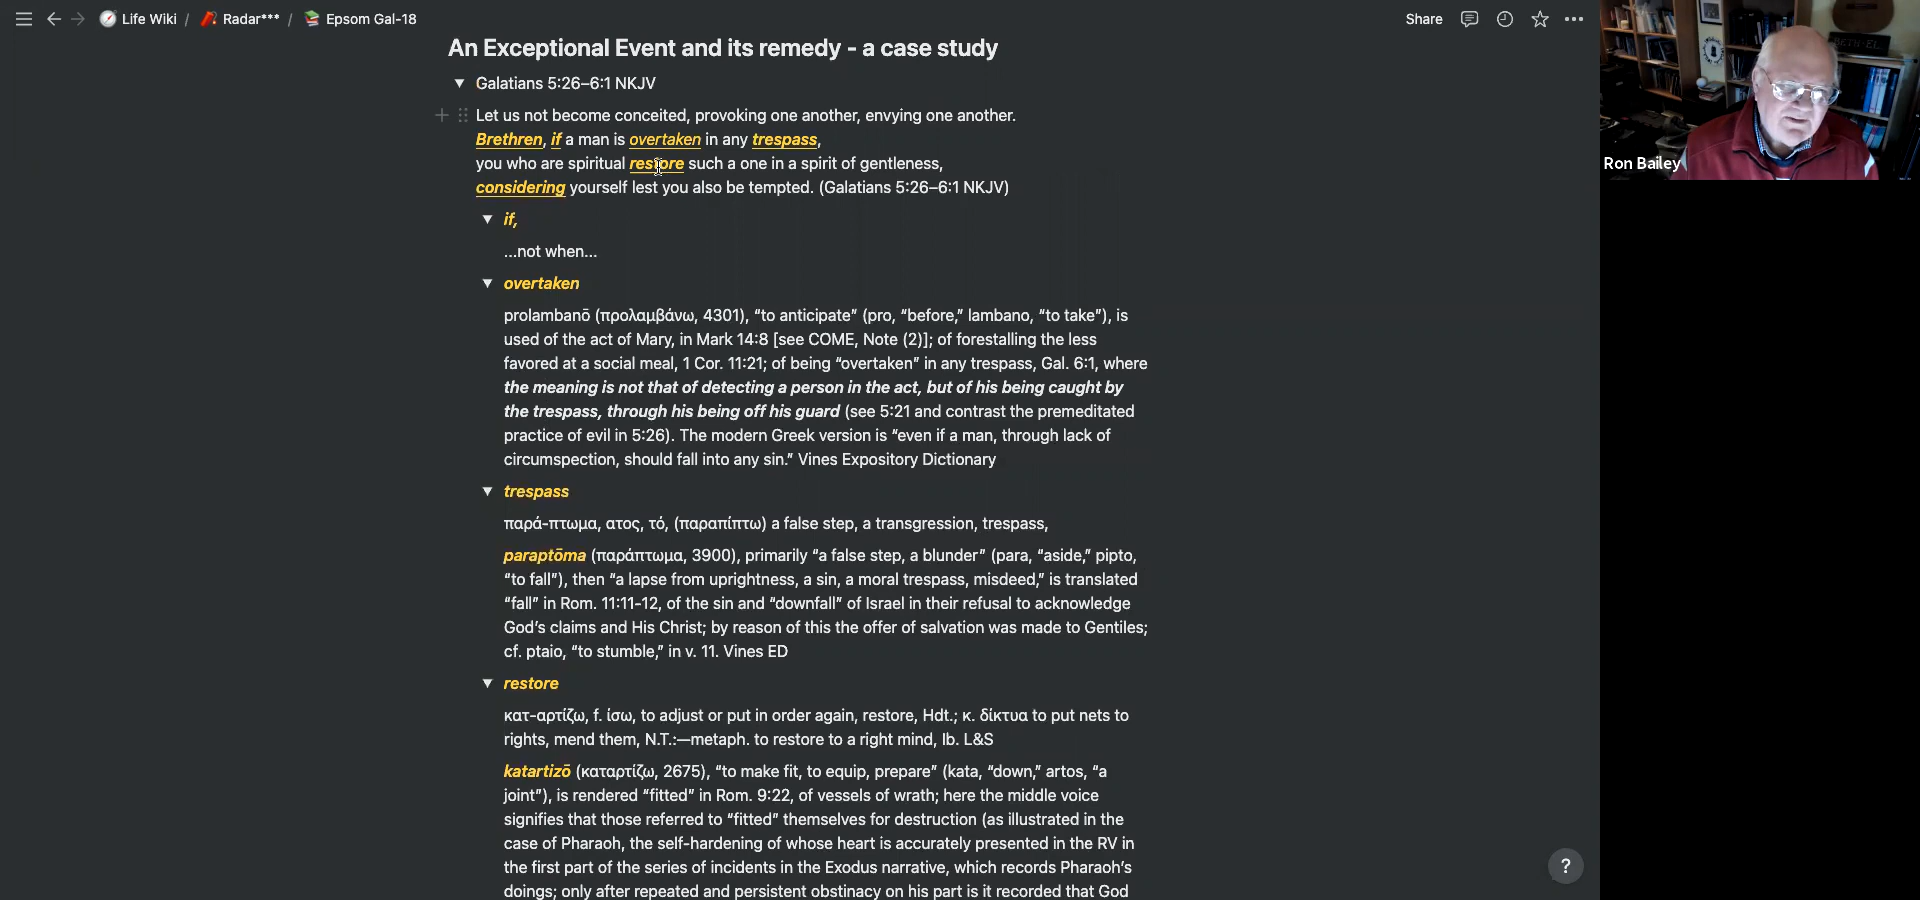 Life Wiki / Radar*** / Epsom Gal-18
Share
An Exceptional Event and its remedy - a case study
Galatians 5:26–6:1 NKJV
Let us not become conceited, provoking one another, envying one another.
Brethren, if a man is overtaken in any trespass,
you who are spiritual restore such a one in a spirit of gentleness,
considering yourself lest you also be tempted. (Galatians 5:26–6:1 NKJV)
if,
...not when...
overtaken
prolambanō (προλαμβάνω, 4301), “to anticipate” (pro, “before,” lambano, “to take”), is
used of the act of Mary, in Mark 14:8 [see COME, Note (2)]; of forestalling the less
favored at a social meal, 1 Cor. 11:21; of being “overtaken” in any trespass, Gal. 6:1, where
the meaning is not that of detecting a person in the act, but of his being caught by
the trespass, through his being off his guard (see 5:21 and contrast the premeditated
practice of evil in 5:26). The modern Greek version is “even if a man, through lack of
circumspection, should fall into any sin.” Vines Expository Dictionary
trespass
παρά-πτωμα, ατος, τό, (παραπίπτω) a false step, a transgression, trespass,
paraptōma (παράπτωμα, 3900), primarily “a false step, a blunder” (para, “aside,” pipto,
“to fall”), then “a lapse from uprightness, a sin, a moral trespass, misdeed,” is translated
“fall” in Rom. 11:11-12, of the sin and “downfall” of Israel in their refusal to acknowledge
God’s claims and His Christ; by reason of this the offer of salvation was made to Gentiles;
cf. ptaio, “to stumble,” in v. 11. Vines ED
restore
κατ-αρτίζω, f. ίσω, to adjust or put in order again, restore, Hdt.; κ. δίκτυα to put nets to
rights, mend them, N.T.:—metaph. to restore to a right mind, Ib. L&S
katartizō (καταρτίζω, 2675), “to make fit, to equip, prepare” (kata, “down,” artos, “a
joint”), is rendered “fitted” in Rom. 9:22, of vessels of wrath; here the middle voice
signifies that those referred to “fitted” themselves for destruction (as illustrated in the
case of Pharaoh, the self-hardening of whose heart is accurately presented in the RV in
the first part of the series of incidents in the Exodus narrative, which records Pharaoh’s
doings; only after repeated and persistent obstinacy on his part is it recorded that God
?
BETH-EL
Ron Bailey